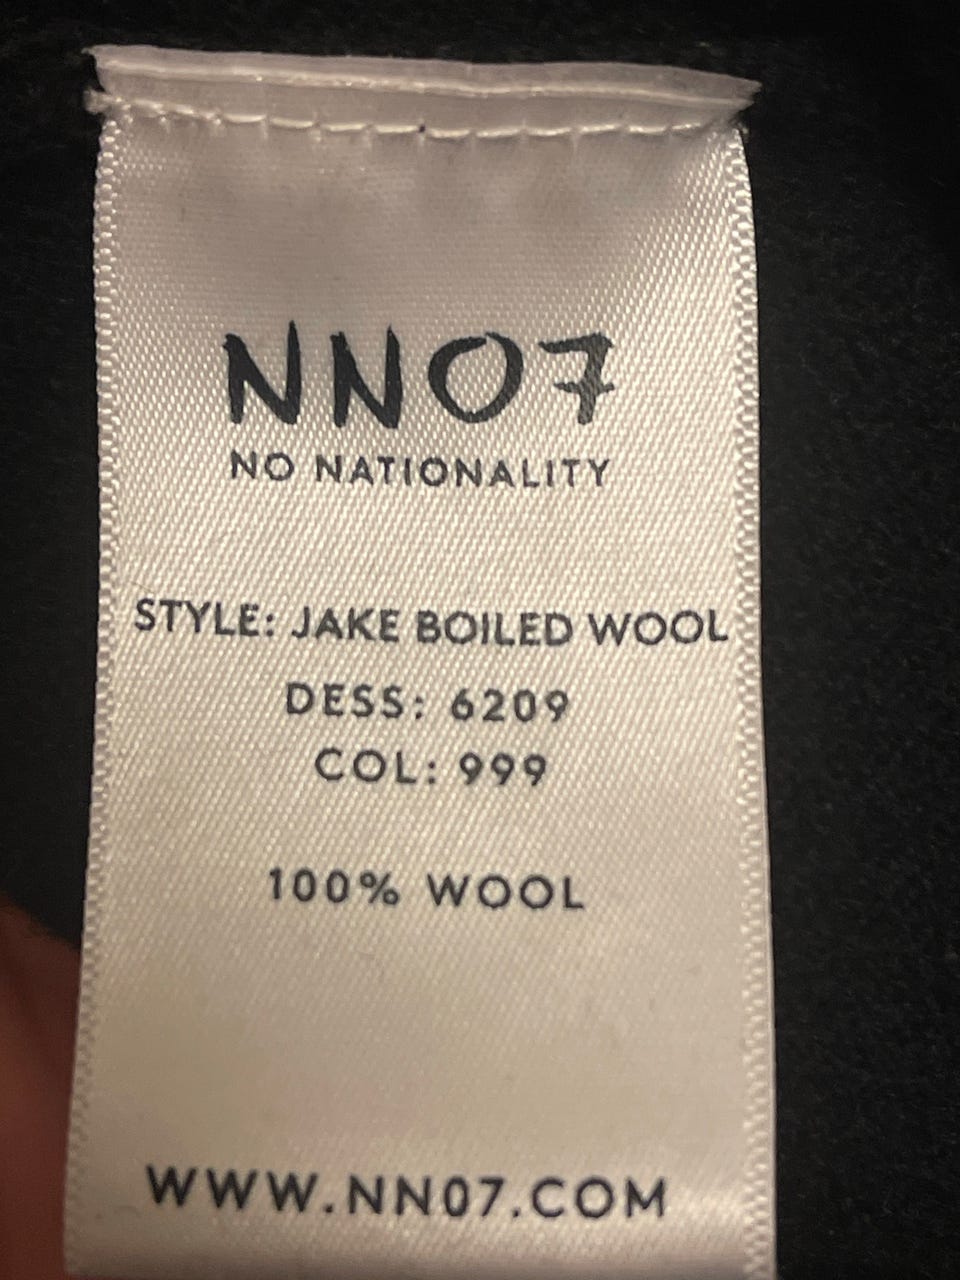 NN07
NO NATIONALITY
STYLE: JAKE BOILED WOOL
DESS: 6209
COL: 999
100% WOOL
WWW.NN07.COM